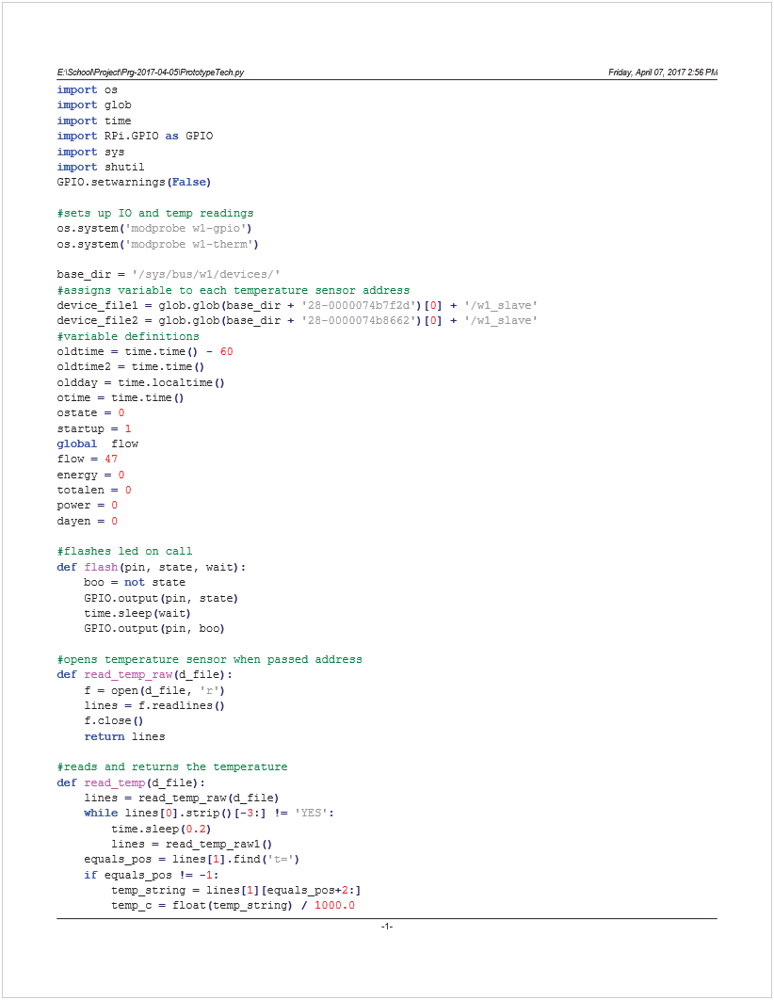 E:\School\Project\Prg-2017-04-05\PrototypeTech.py Friday, April 07, 2017 2:56 PM
import os
import glob
import time
import RPi.GPIO as GPIO
import sys
import shutil
GPIO.setwarnings(False)

#sets up IO and temp readings
os.system('modprobe w1-gpio')
os.system('modprobe w1-therm')

base_dir = '/sys/bus/w1/devices/'
#assigns variable to each temperature sensor address
device_file1 = glob.glob(base_dir + '28-0000074b7f2d')[0] + '/w1_slave'
device_file2 = glob.glob(base_dir + '28-0000074b8662')[0] + '/w1_slave'
#variable definitions
oldtime = time.time() - 60
oldtime2 = time.time()
oldday = time.localtime()
otime = time.time()
ostate = 0
startup = 1
global  flow
flow = 47
energy = 0
totalen = 0
power = 0
dayen = 0

#flashes led on call
def flash(pin, state, wait):
    boo = not state
    GPIO.output(pin, state)
    time.sleep(wait)
    GPIO.output(pin, boo)

#opens temperature sensor when passed address
def read_temp_raw(d_file):
    f = open(d_file, 'r')
    lines = f.readlines()
    f.close()
    return lines

#reads and returns the temperature
def read_temp(d_file):
    lines = read_temp_raw(d_file)
    while lines[0].strip()[-3:] != 'YES':
        time.sleep(0.2)
        lines = read_temp_raw1()
    equals_pos = lines[1].find('t=')
    if equals_pos != -1:
        temp_string = lines[1][equals_pos+2:]
        temp_c = float(temp_string) / 1000.0
-1-